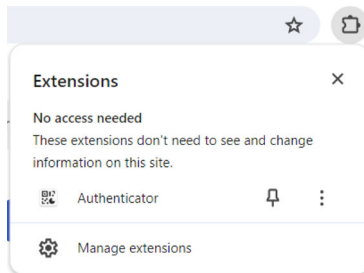 Extensions
No access needed
These extensions don't need to see and change
information on this site.
Authenticator
Manage extensions